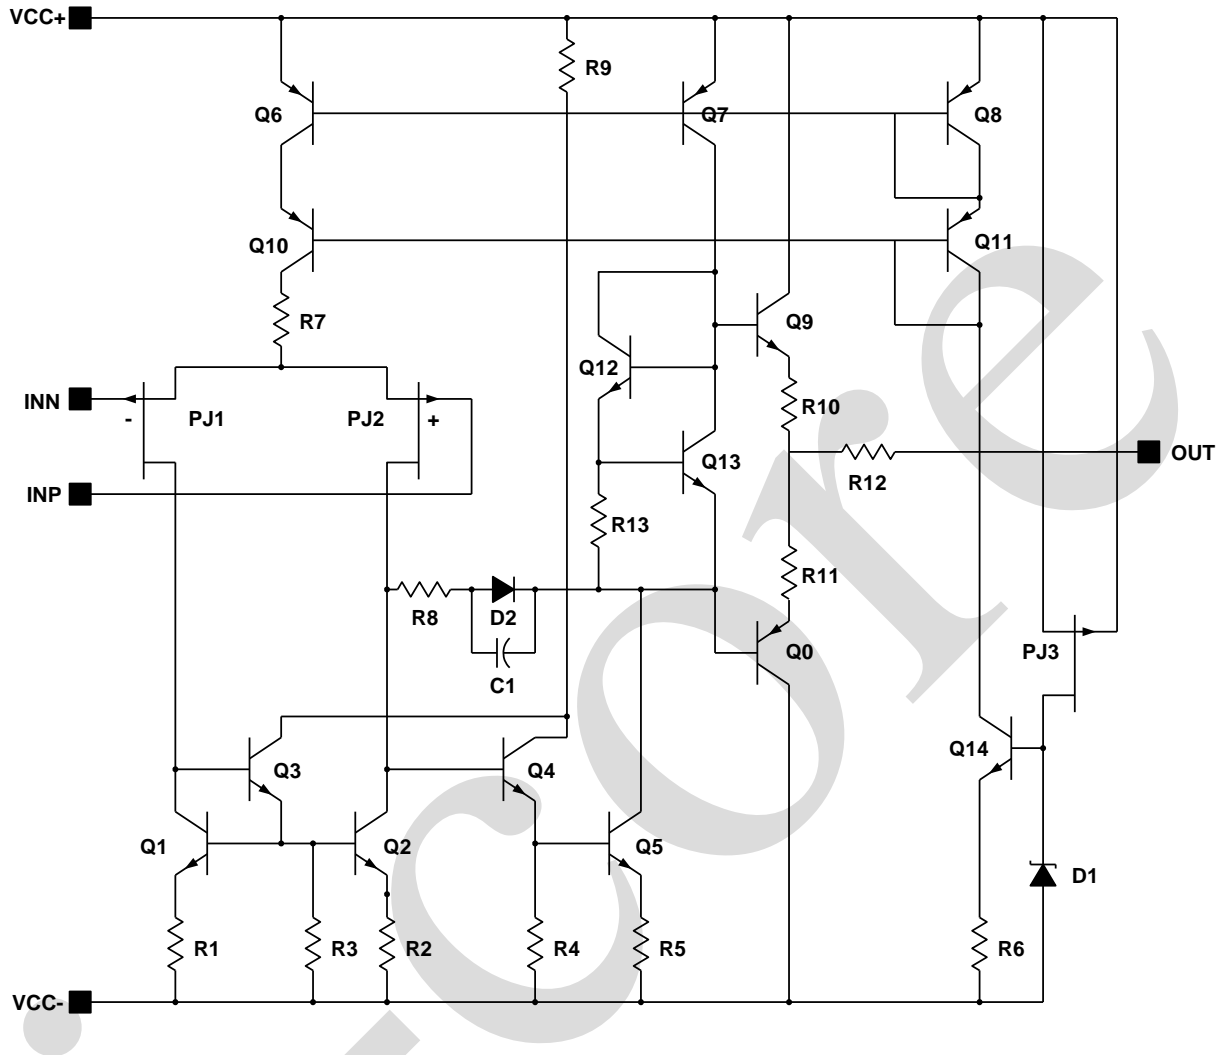 VCC+
R9
Q6
Q7
Q8
Q10
Q11
R7
Q9
Q12
INN
-
PJ1
PJ2
+
R10
Q13
OUT
R12
INP
R13
R11
R8
D2
Q0
PJ3
C1
Q14
Q3
Q4
Q1
Q2
Q5
D1
R1
R3
R2
R4
R5
R6
VCC-
i-core